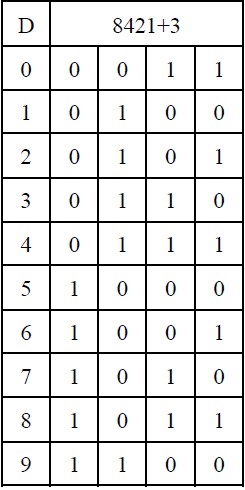 D 8421+3
0 0 0 1 1
1 0 1 0 0
2 0 1 0 1
3 0 1 1 0
4 0 1 1 1
5 1 0 0 0
6 1 0 0 1
7 1 0 1 0
8 1 0 1 1
9 1 1 0 0